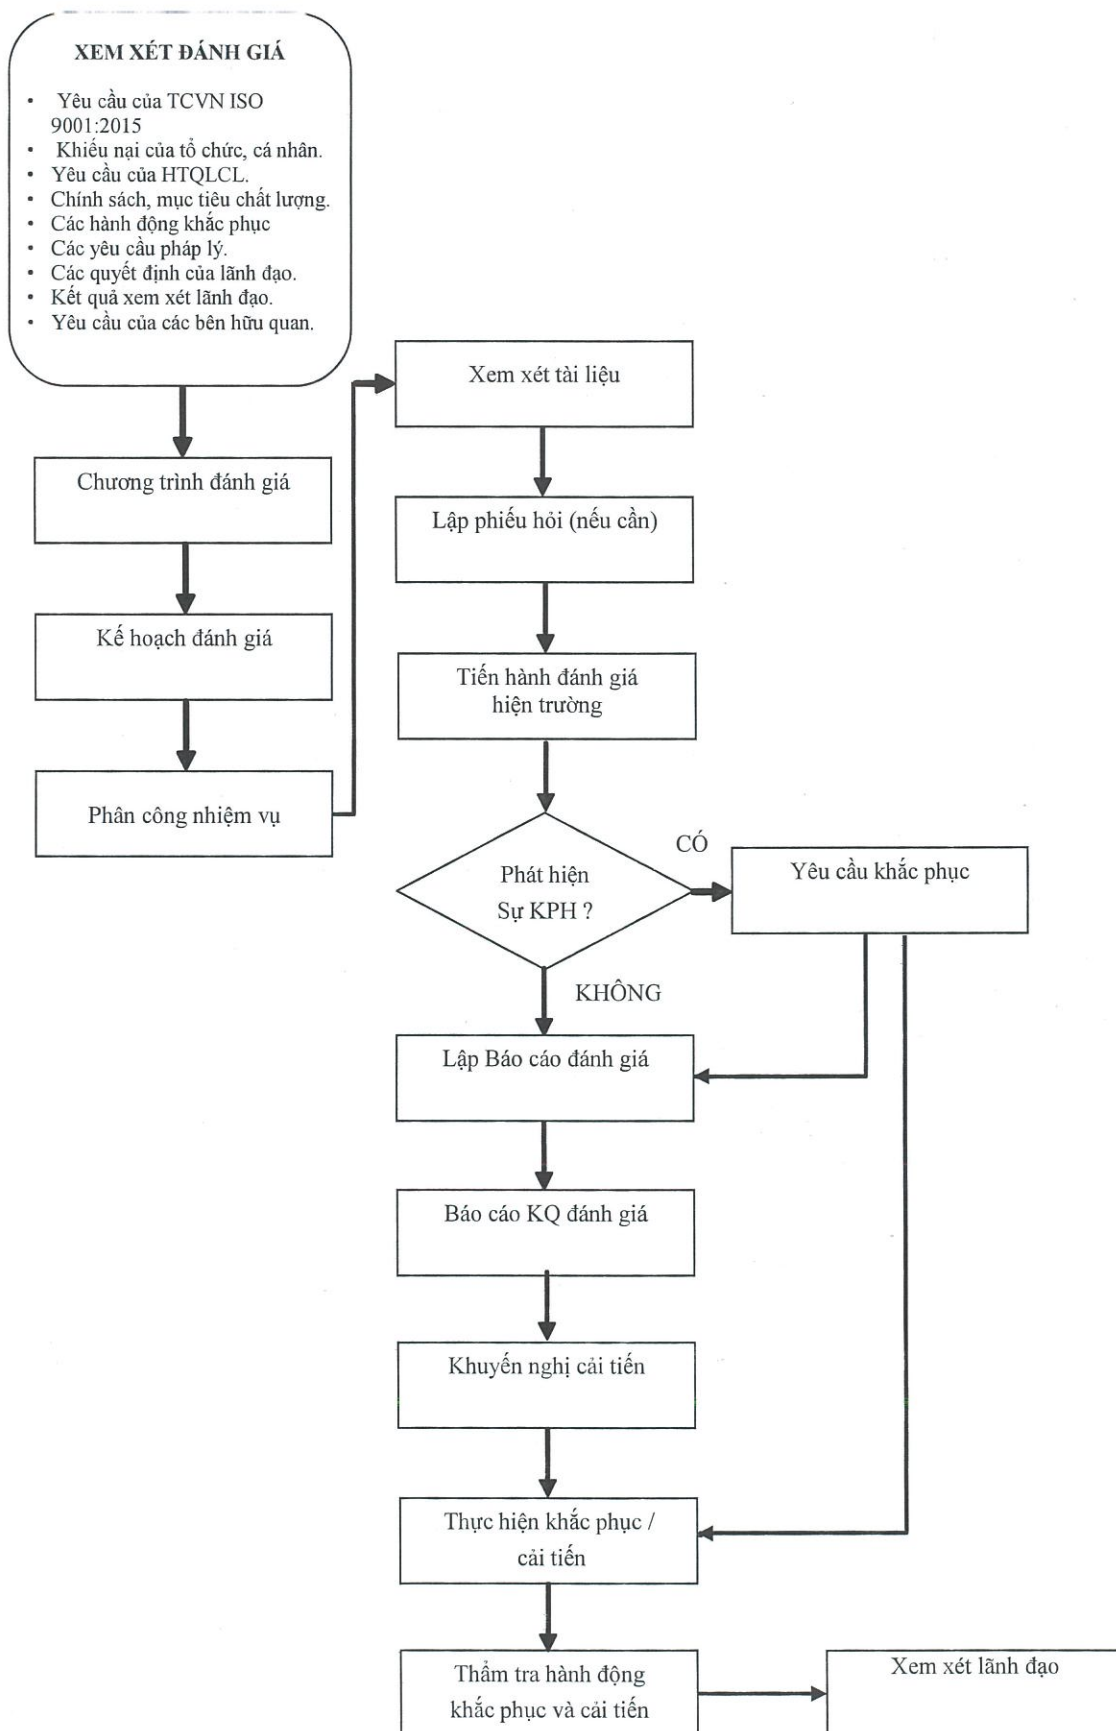 XEM XÉT ĐÁNH GIÁ
• Yêu cầu của TCVN ISO
9001:2015
• Khiếu nại của tổ chức, cá nhân.
• Yêu cầu của HTQLCL.
• Chính sách, mục tiêu chất lượng.
• Các hành động khắc phục
• Các yêu cầu pháp lý.
• Các quyết định của lãnh đạo.
• Kết quả xem xét lãnh đạo.
• Yêu cầu của các bên hữu quan.
Chương trình đánh giá
Kế hoạch đánh giá
Phân công nhiệm vụ
Xem xét tài liệu
Lập phiếu hỏi (nếu cần)
Tiến hành đánh giá
hiện trường
Phát hiện
Sự KPH ?
CÓ
Yêu cầu khắc phục
KHÔNG
Lập Báo cáo đánh giá
Báo cáo KQ đánh giá
Khuyến nghị cải tiến
Thực hiện khắc phục /
cải tiến
Thẩm tra hành động
khắc phục và cải tiến
Xem xét lãnh đạo